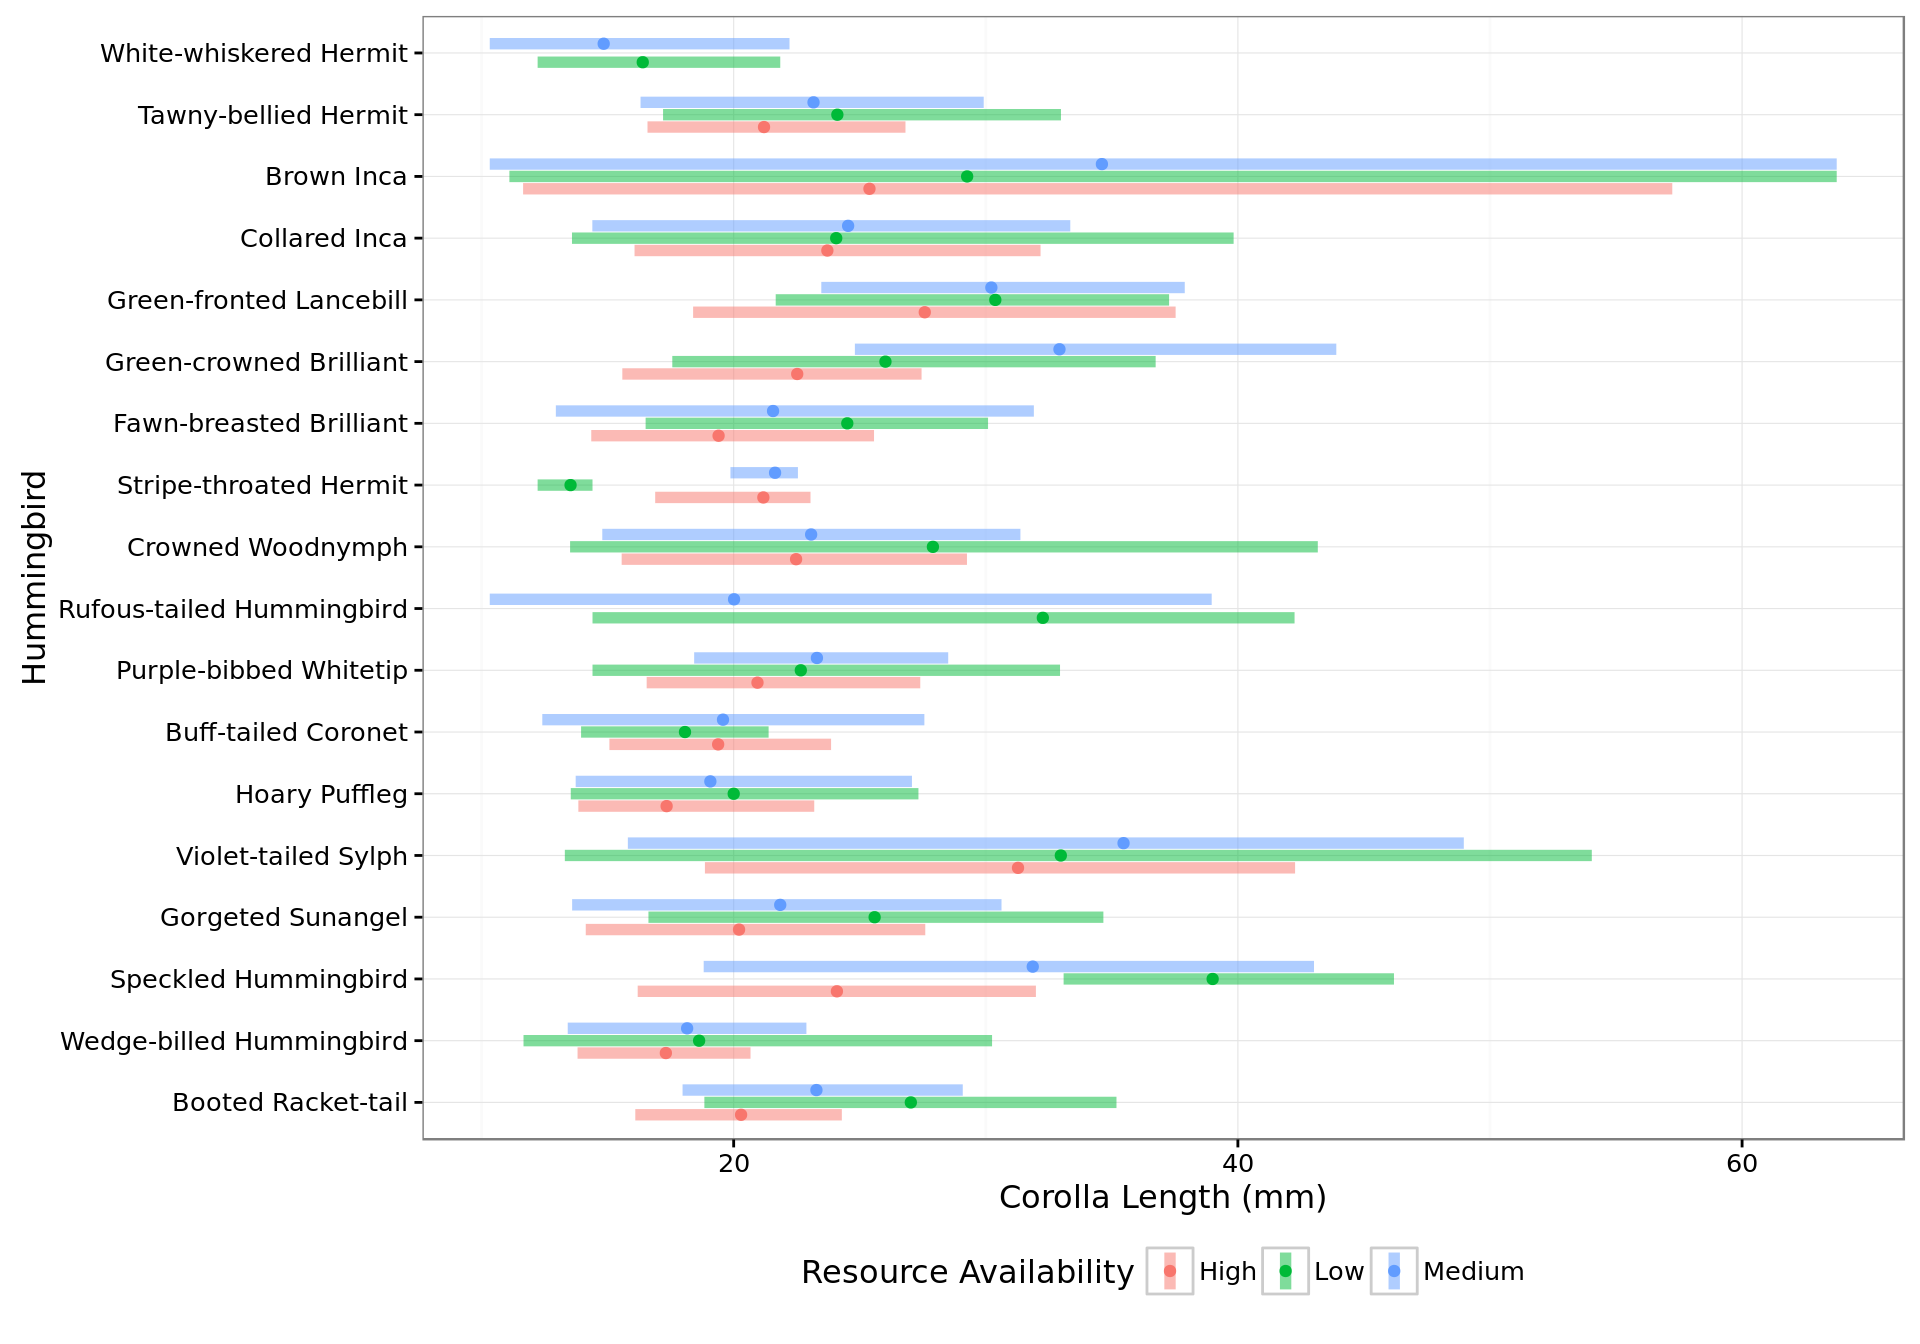 White-whiskered Hermit
Tawny-bellied Hermit
Brown Inca
Collared Inca
Green-fronted Lancebill
Green-crowned Brilliant
Fawn-breasted Brilliant
Stripe-throated Hermit
Crowned Woodnymph
Rufous-tailed Hummingbird
Purple-bibbed Whitetip
Buff-tailed Coronet
Hoary Puffleg
Violet-tailed Sylph
Gorgeted Sunangel
Speckled Hummingbird
Wedge-billed Hummingbird
Booted Racket-tail
Hummingbird
20 40 60
Corolla Length (mm)
Resource Availability High Low Medium